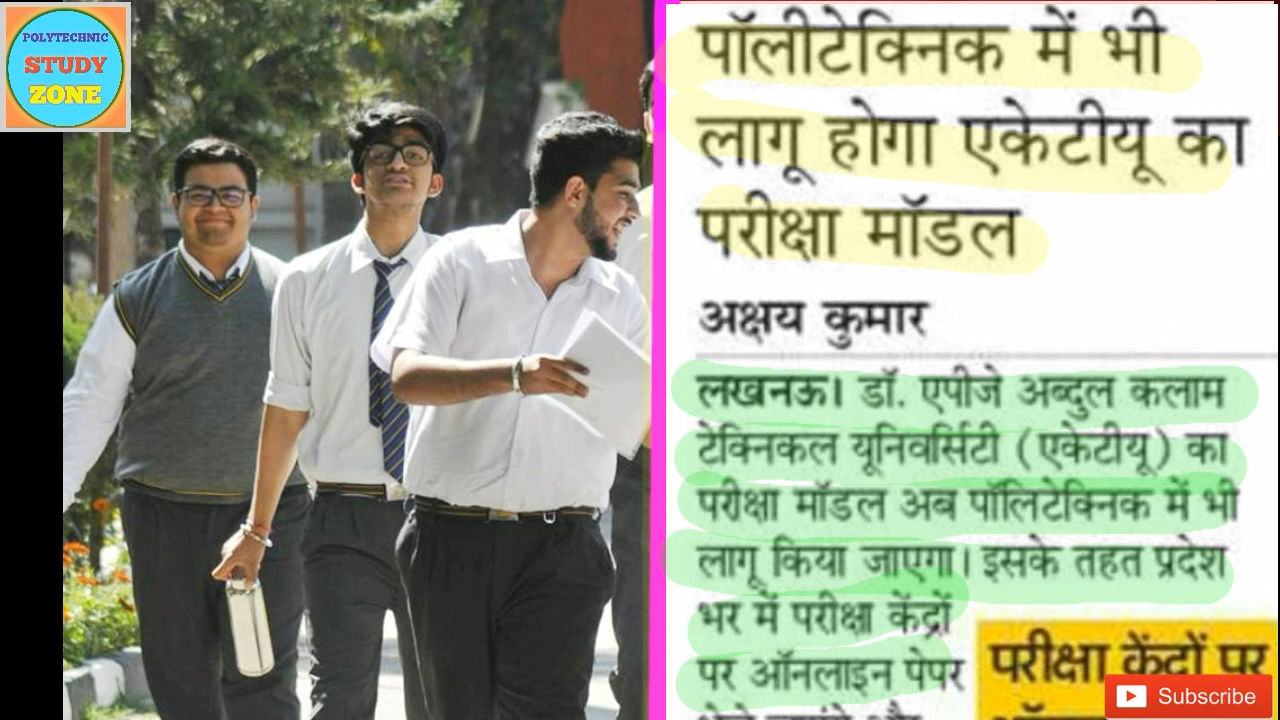 POLYTECHNIC
STUDY
ZONE
पॉलीटेक्निक में भी
लागू होगा एकेटीयू का
परीक्षा मॉडल
अक्षय कुमार
लखनऊ। डॉ. एपीजे अब्दुल कलाम
टेक्निकल यूनिवर्सिटी (एकेटीयू) का
परीक्षा मॉडल अब पॉलिटेक्निक में भी
लागू किया जाएगा। इसके तहत प्रदेश
भर में परीक्षा केंद्रों
पर ऑनलाइन पेपर
परीक्षा केंद्रों पर
Subscribe